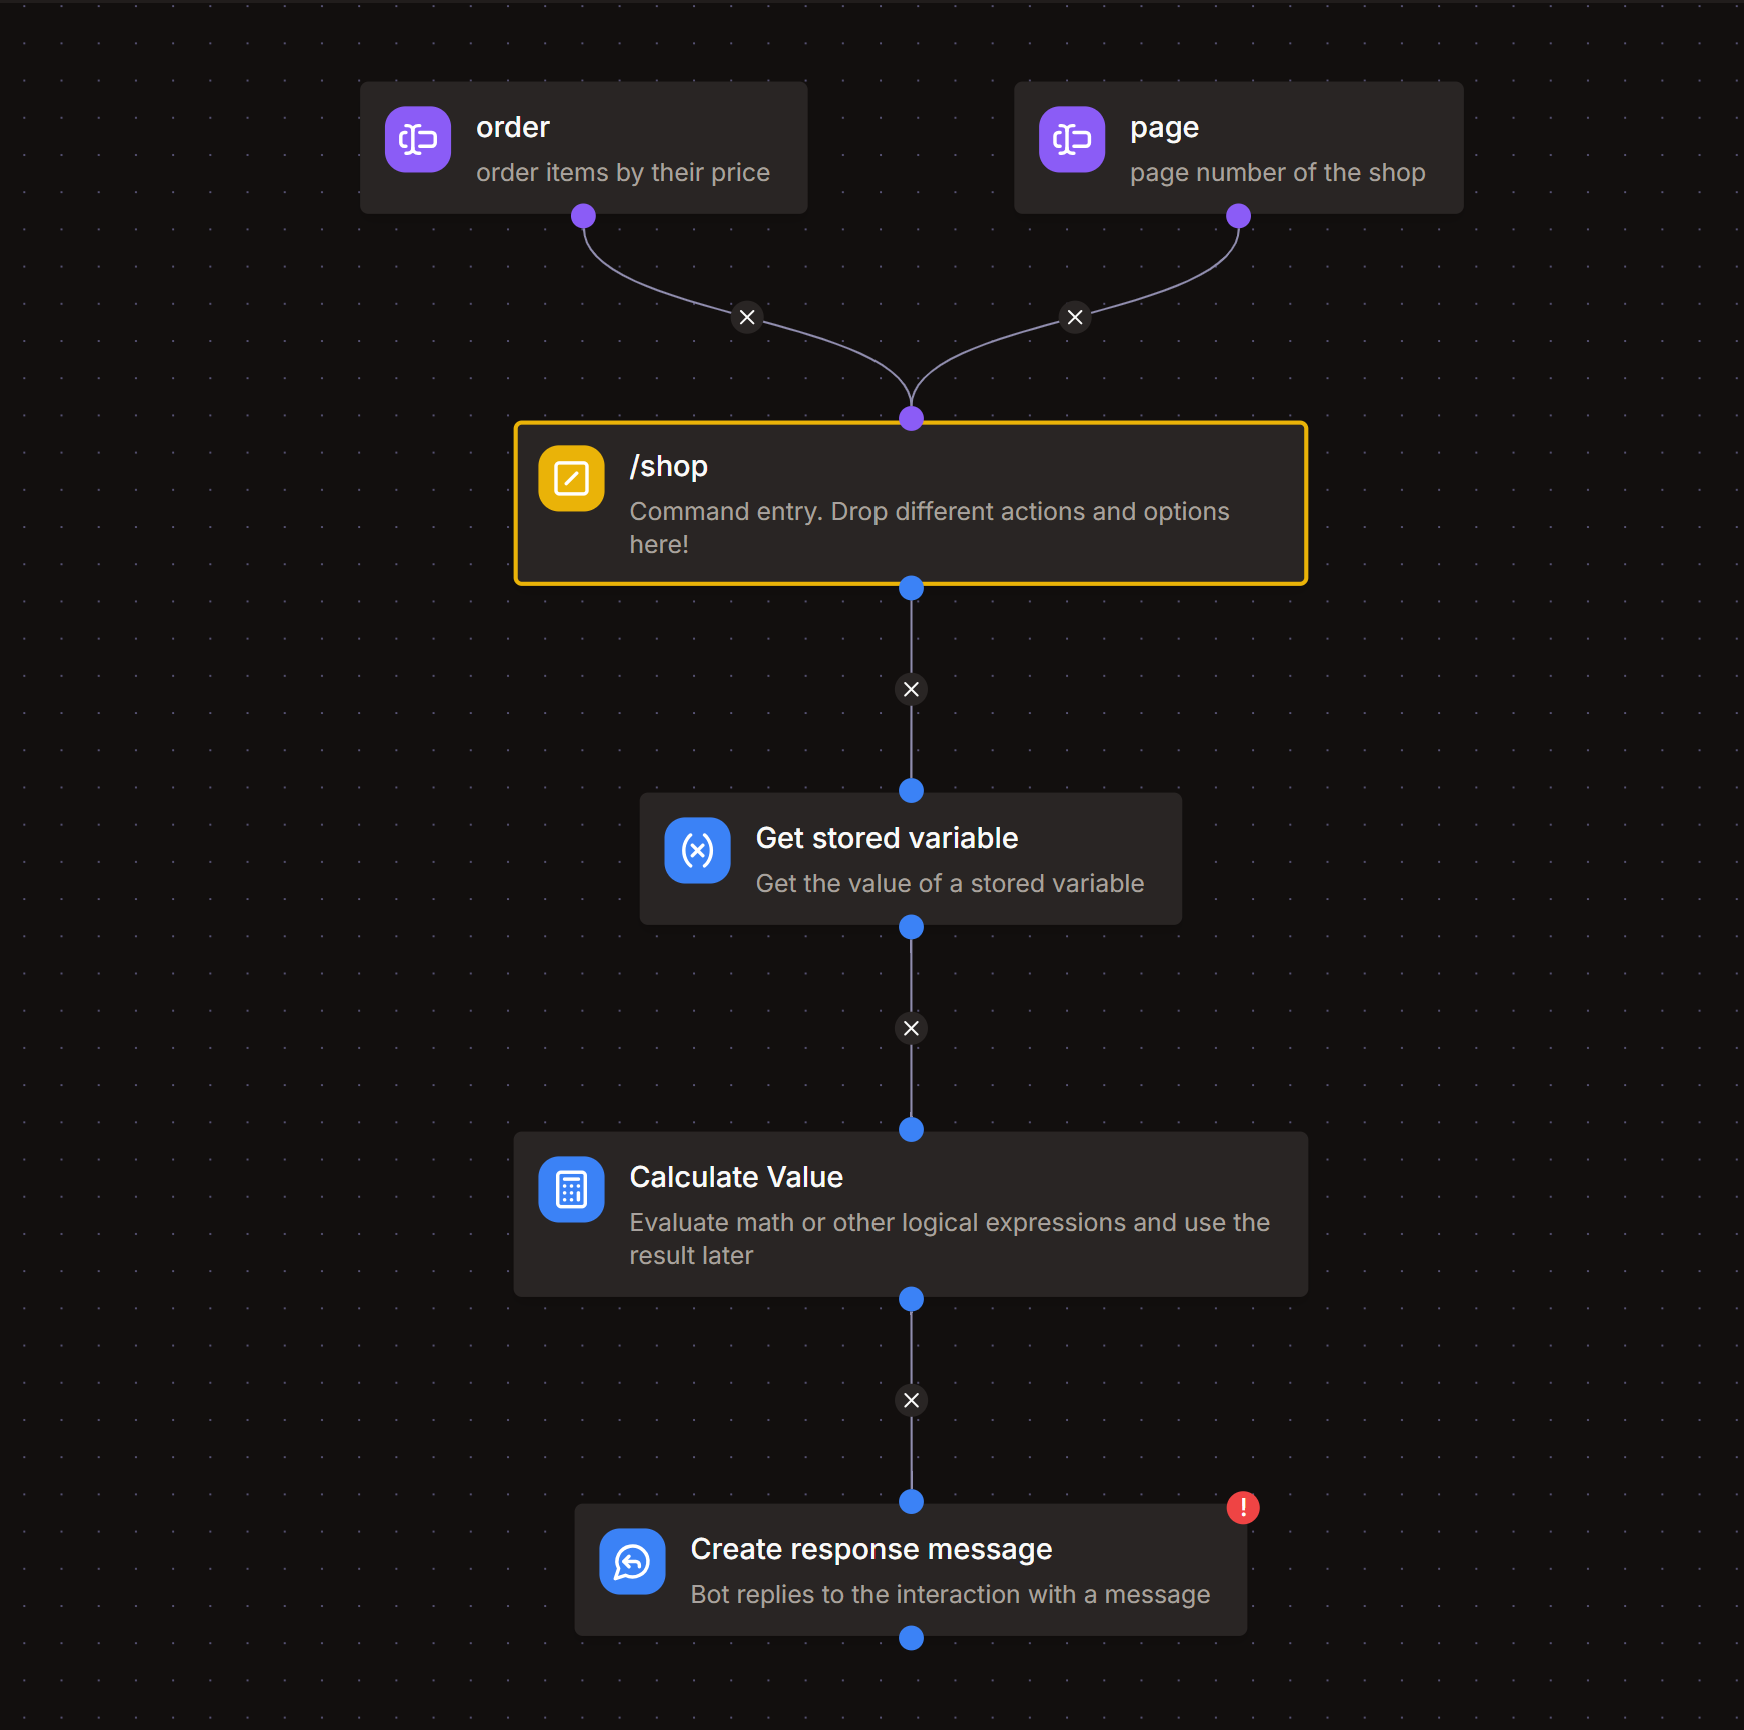 order
order items by their price
page
page number of the shop
/shop
Command entry. Drop different actions and options
here!
Get stored variable
Get the value of a stored variable
Calculate Value
Evaluate math or other logical expressions and use the
result later
!
Create response message
Bot replies to the interaction with a message